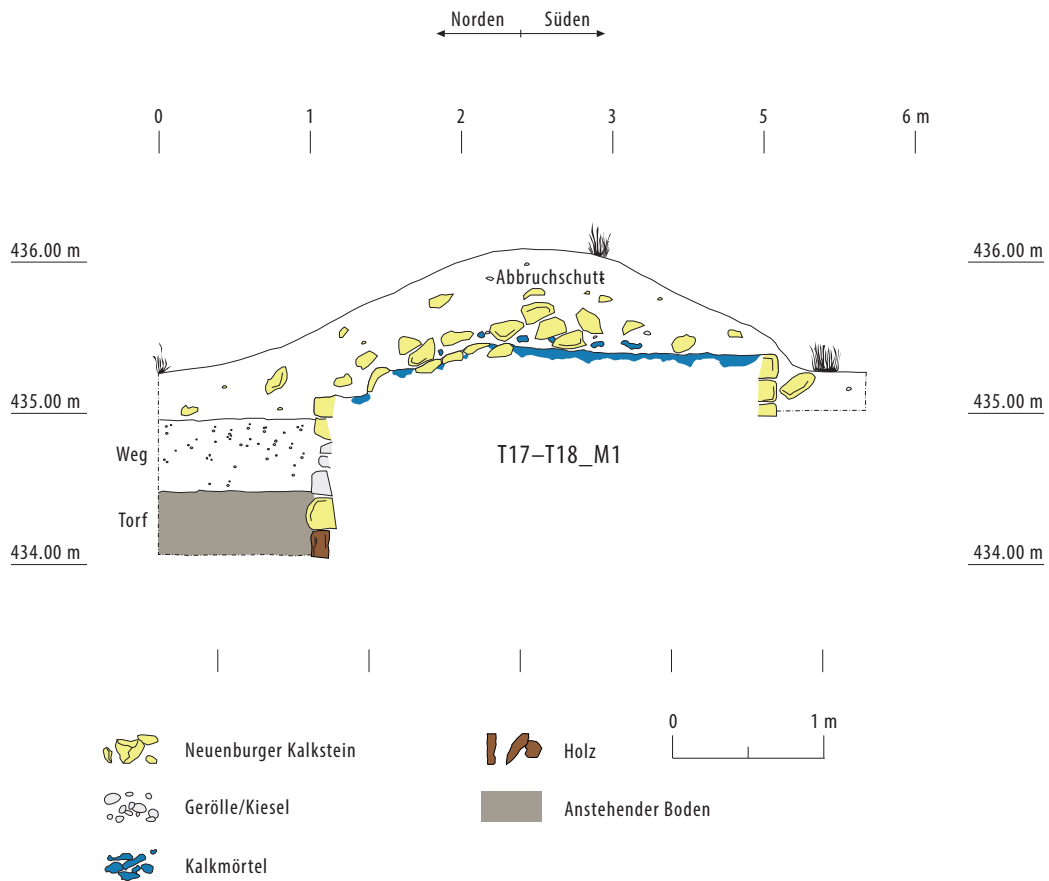 Norden Süden
0 1 2 3 4 5 6 m
436.00 m 436.00 m
Abbruchschutt
435.00 m 435.00 m
Weg T17–T18_M1
Torf
434.00 m 434.00 m
0 1 m
Neuenburger Kalkstein Holz
Gerölle/Kiesel Anstehender Boden
Kalkmörtel